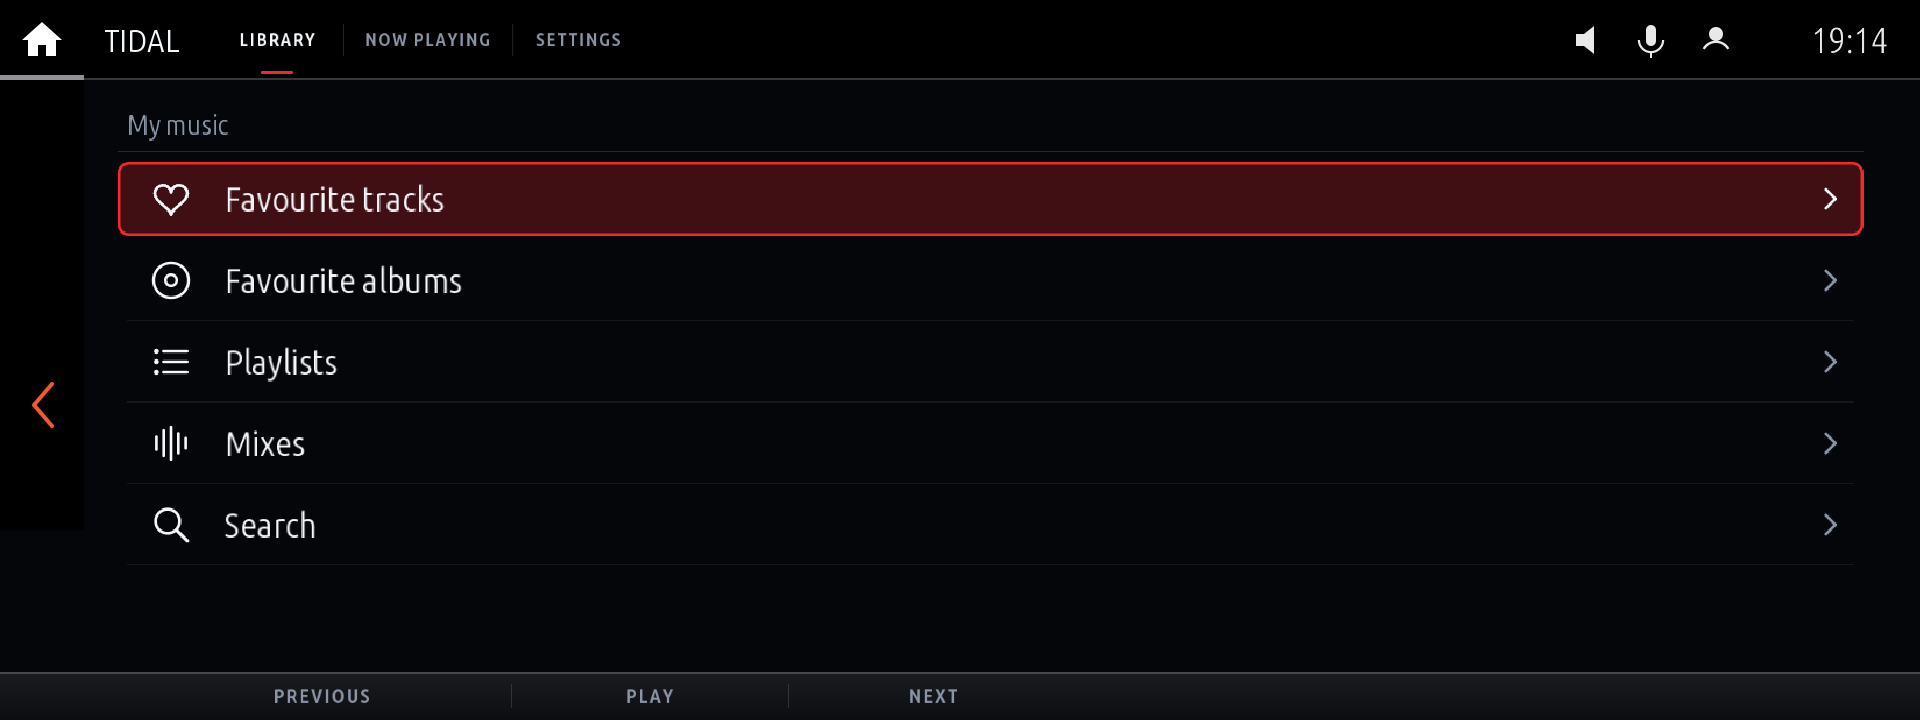 TIDAL
LIBRARY
NOW PLAYING
SETTINGS
19:14
My music
Favourite tracks
Favourite albums
Playlists
Mixes
Search
PREVIOUS
PLAY
NEXT